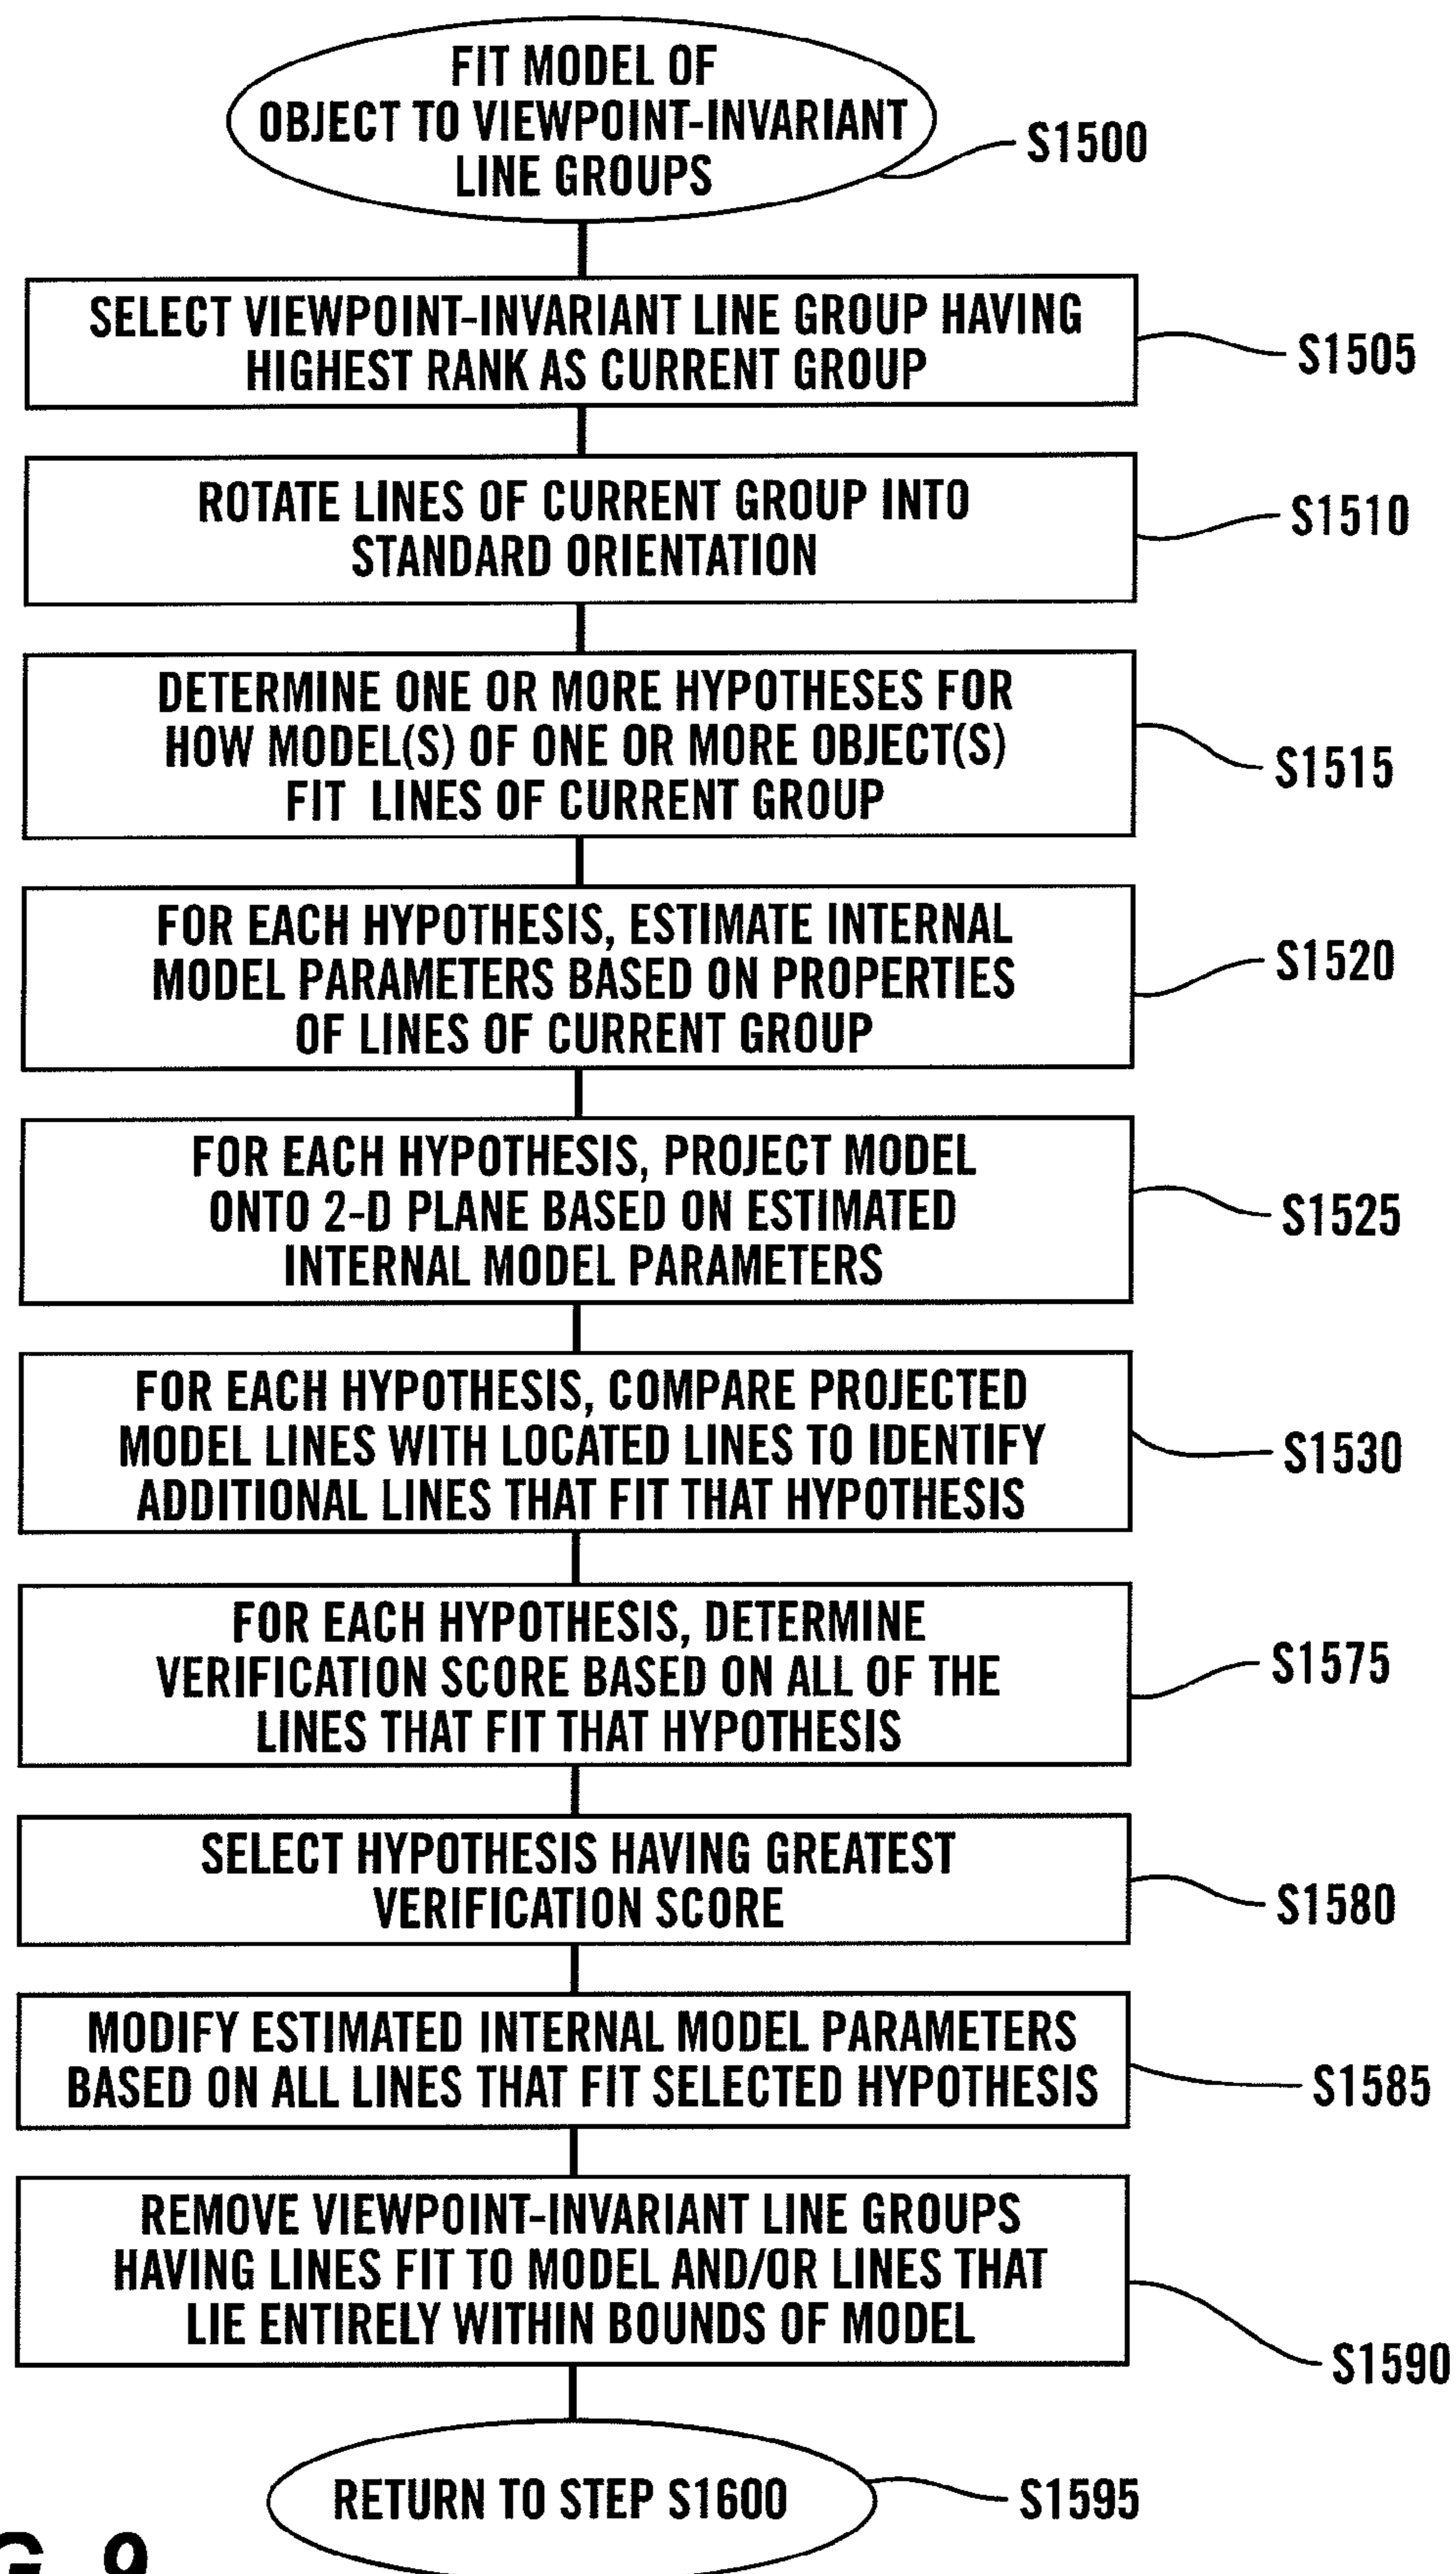 FIT MODEL OF
OBJECT TO VIEWPOINT-INVARIANT
LINE GROUPS
S1500
SELECT VIEWPOINT-INVARIANT LINE GROUP HAVING
HIGHEST RANK AS CURRENT GROUP
S1505
ROTATE LINES OF CURRENT GROUP INTO
STANDARD ORIENTATION
S1510
DETERMINE ONE OR MORE HYPOTHESES FOR
HOW MODEL(S) OF ONE OR MORE OBJECT(S)
FIT LINES OF CURRENT GROUP
S1515
FOR EACH HYPOTHESIS, ESTIMATE INTERNAL
MODEL PARAMETERS BASED ON PROPERTIES
OF LINES OF CURRENT GROUP
S1520
FOR EACH HYPOTHESIS, PROJECT MODEL
ONTO 2-D PLANE BASED ON ESTIMATED
INTERNAL MODEL PARAMETERS
S1525
FOR EACH HYPOTHESIS, COMPARE PROJECTED
MODEL LINES WITH LOCATED LINES TO IDENTIFY
ADDITIONAL LINES THAT FIT THAT HYPOTHESIS
S1530
FOR EACH HYPOTHESIS, DETERMINE
VERIFICATION SCORE BASED ON ALL OF THE
LINES THAT FIT THAT HYPOTHESIS
S1575
SELECT HYPOTHESIS HAVING GREATEST
VERIFICATION SCORE
S1580
MODIFY ESTIMATED INTERNAL MODEL PARAMETERS
BASED ON ALL LINES THAT FIT SELECTED HYPOTHESIS
S1585
REMOVE VIEWPOINT-INVARIANT LINE GROUPS
HAVING LINES FIT TO MODEL AND/OR LINES THAT
LIE ENTIRELY WITHIN BOUNDS OF MODEL
S1590
RETURN TO STEP S1600
S1595
G. 9